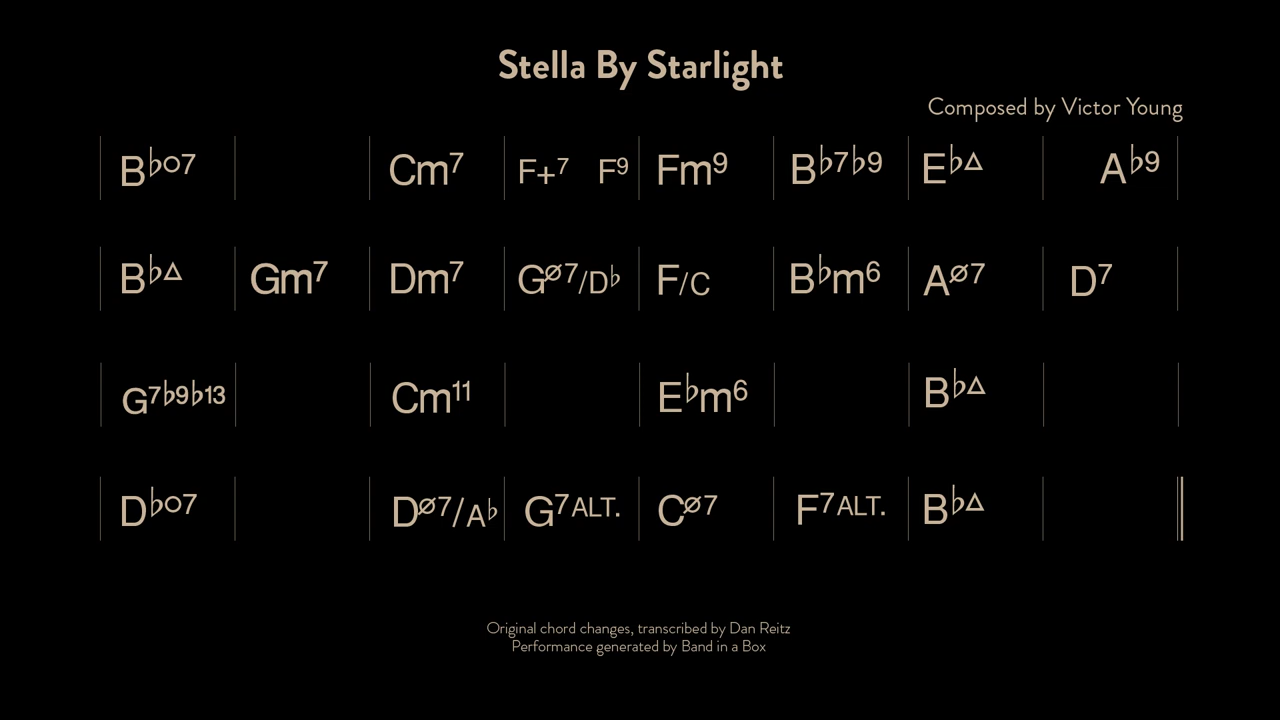 Stella By Starlight
Composed by Victor Young
B♭o7 Cm7 F+7 F9 Fm9 B♭7♭9 E♭△ A♭9
B♭△ Gm7 Dm7 Gø7/D♭ F/C B♭m6 Aø7 D7
G7♭9♭13 Cm11 E♭m6 B♭△
D♭o7 Dø7/A♭ G7ALT. Cø7 F7ALT. B♭△
Original chord changes, transcribed by Dan Reitz
Performance generated by Band in a Box